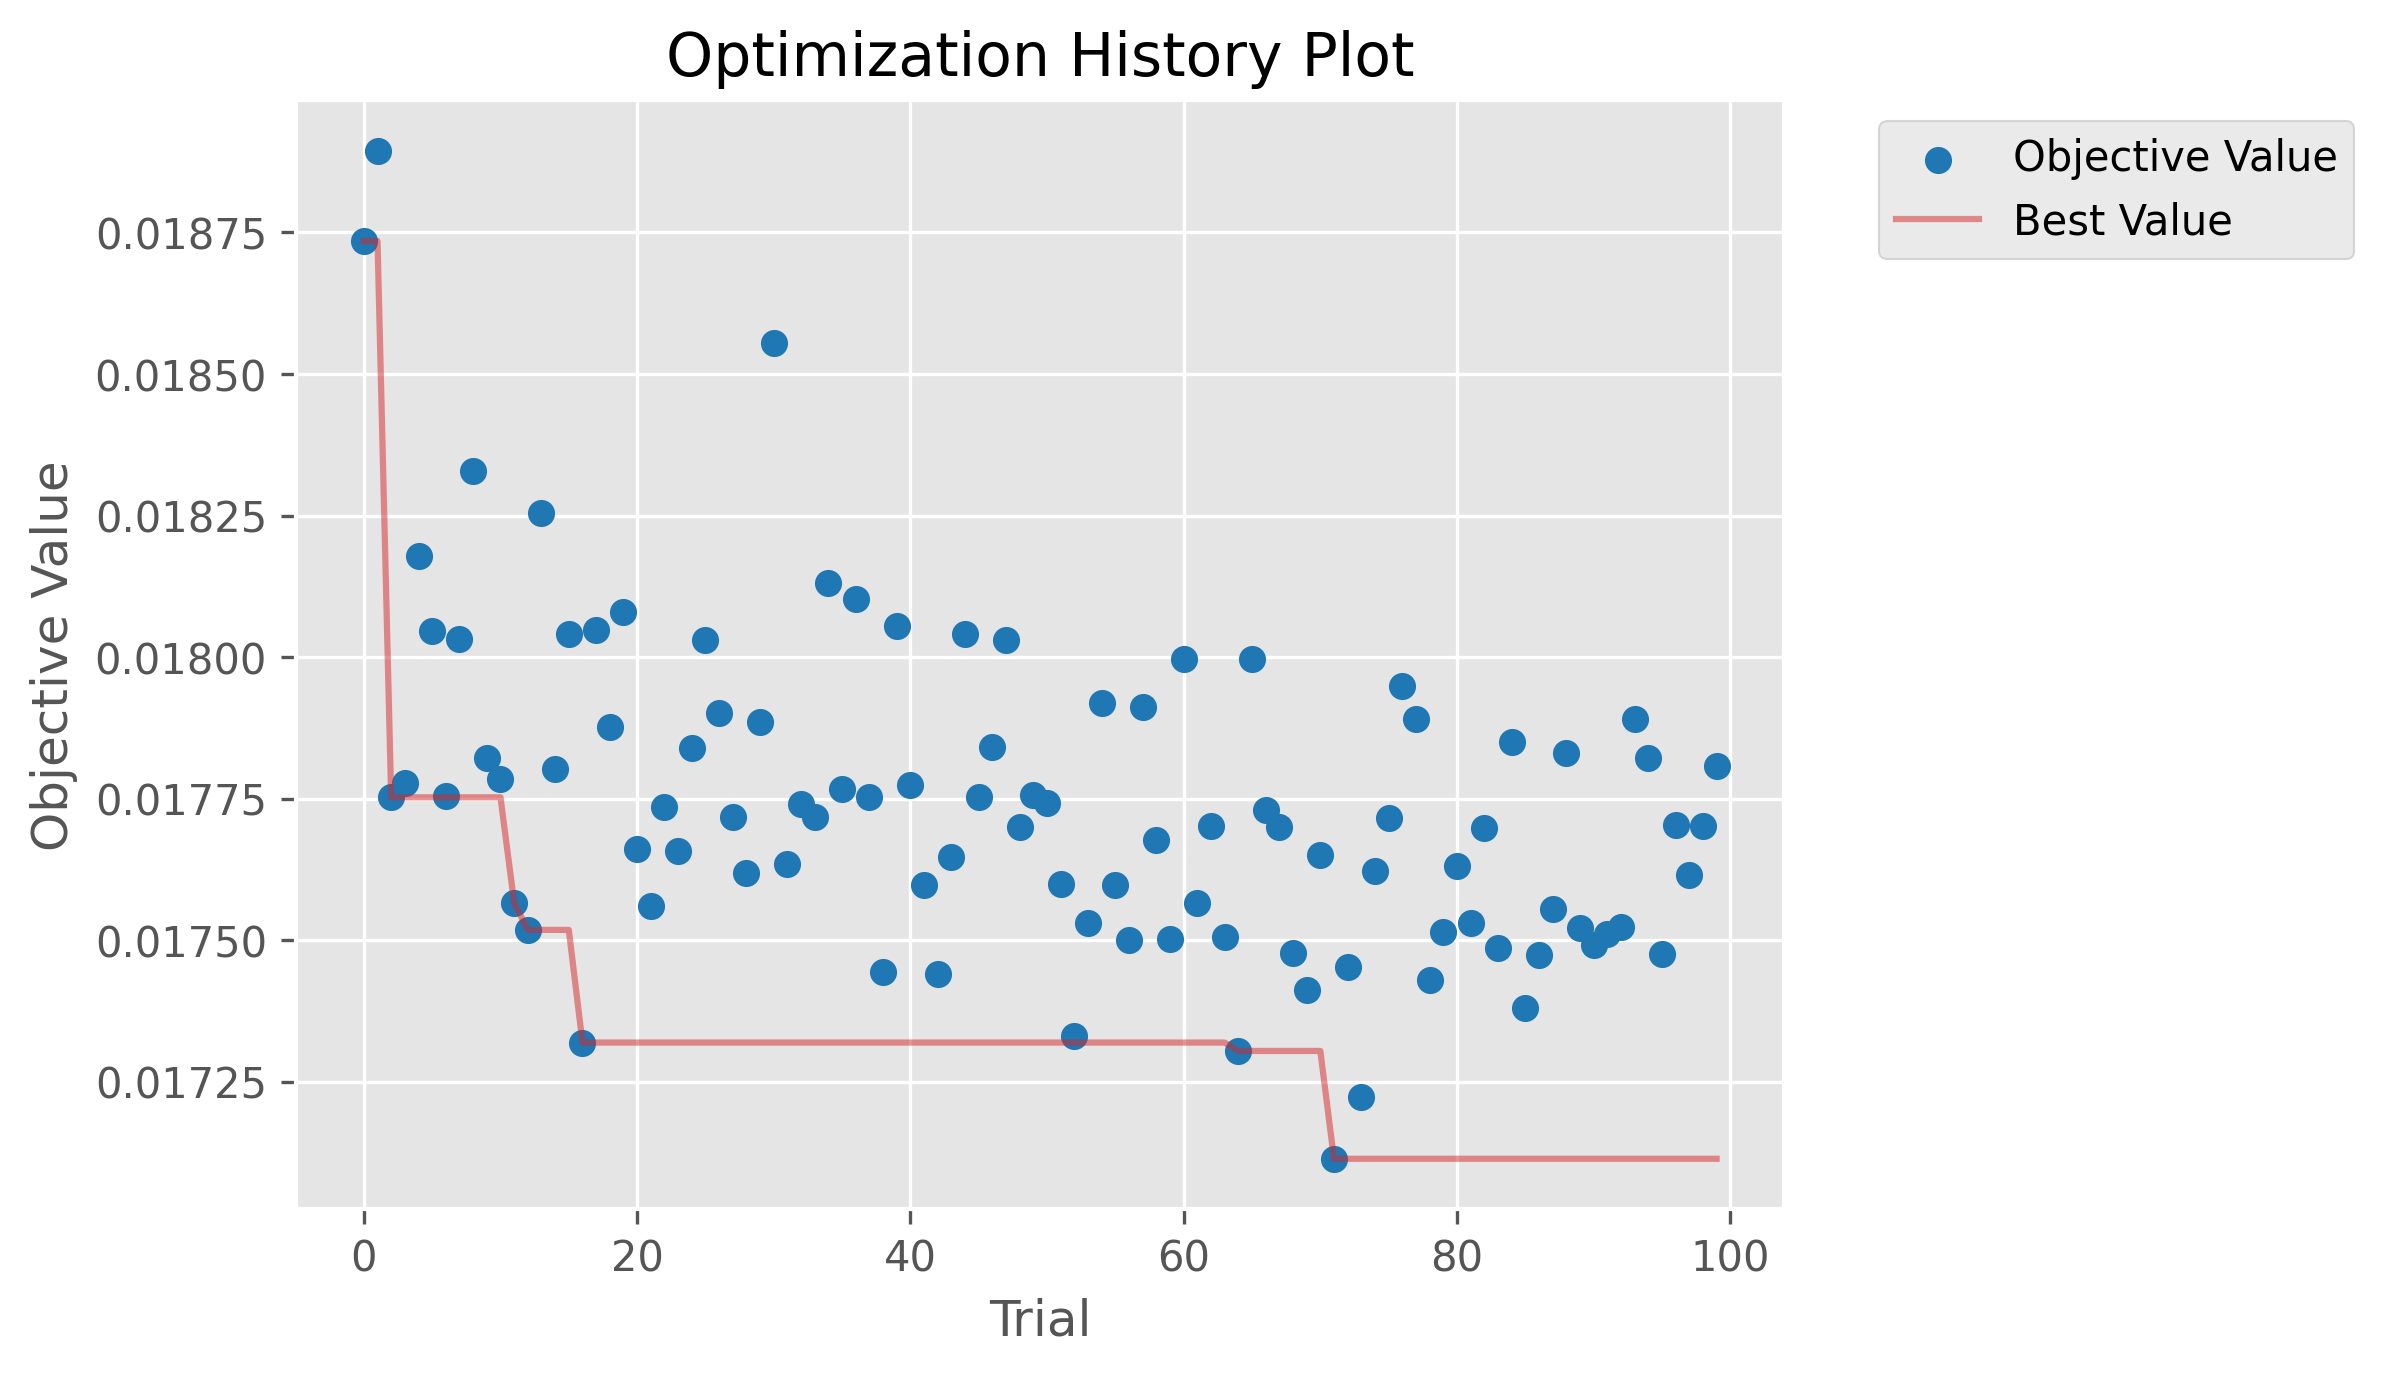 Optimization History Plot
Objective Value
Best Value
0.01875
0.01850
0.01825
0.01800
0.01775
0.01750
0.01725
Objective Value
0 20 40 60 80 100
Trial